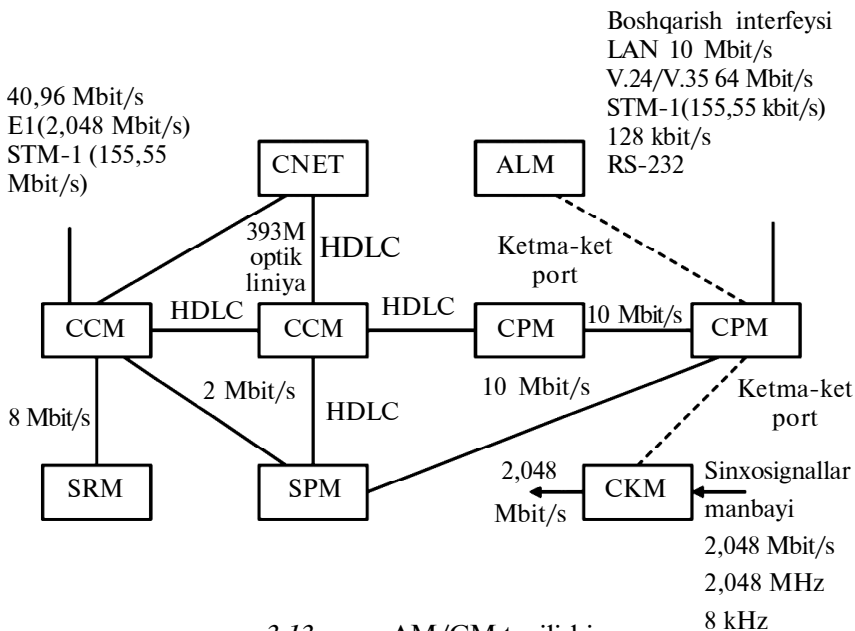 Boshqarish interfeysi
LAN 10 Mbit/s
V.24/V.35 64 Mbit/s
STM-1(155,55 kbit/s)
128 kbit/s
RS-232
40,96 Mbit/s
E1(2,048 Mbit/s)
STM-1 (155,55
Mbit/s)
CNET
ALM
393M
optik
liniya
HDLC
Ketma-ket
port
CCM
HDLC
CCM
HDLC
CPM
10 Mbit/s
CPM
8 Mbit/s
2 Mbit/s
HDLC
10 Mbit/s
Ketma-ket
port
SRM
SPM
2,048
Mbit/s
CKM
Sinxosignallar
manbayi
2,048 Mbit/s
2,048 MHz
8 kHz